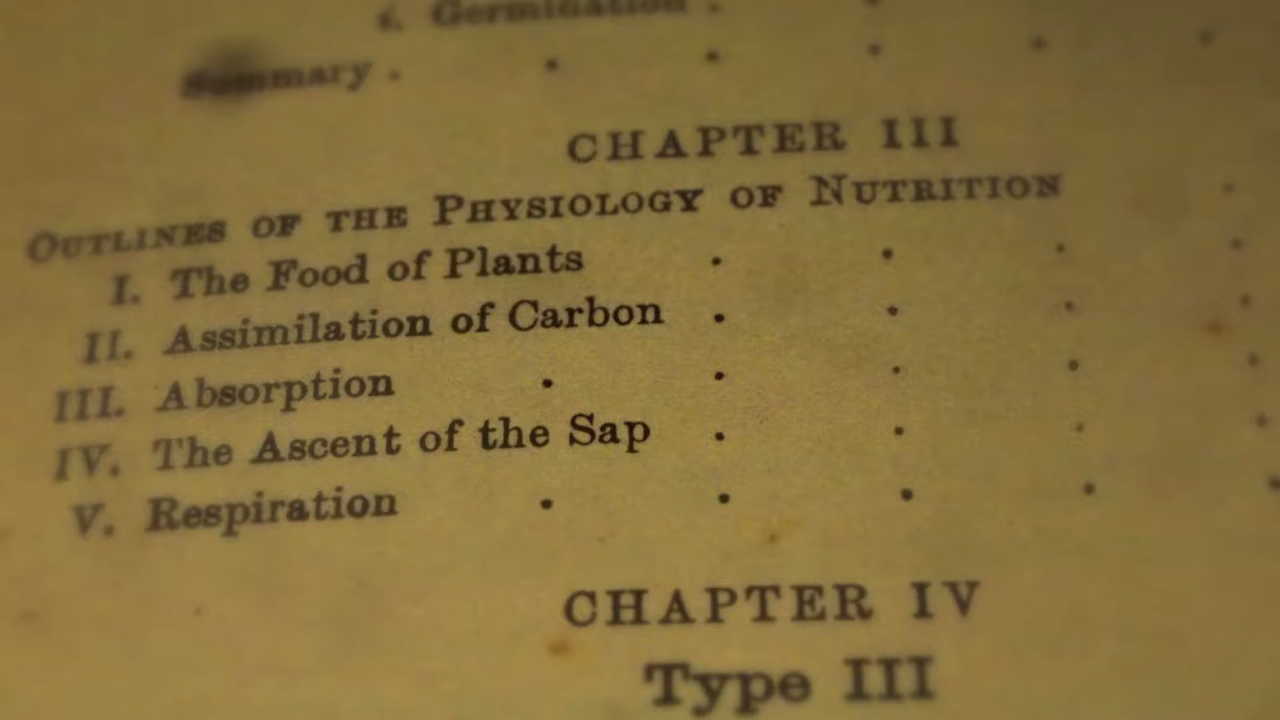 Germination .
Summary . . . . . .
CHAPTER III
OUTLINES OF THE PHYSIOLOGY OF NUTRITION .
I. The Food of Plants . . . .
II. Assimilation of Carbon . . . .
III. Absorption . . . . .
IV. The Ascent of the Sap . . . .
V. Respiration . . . . .
CHAPTER IV
Type III